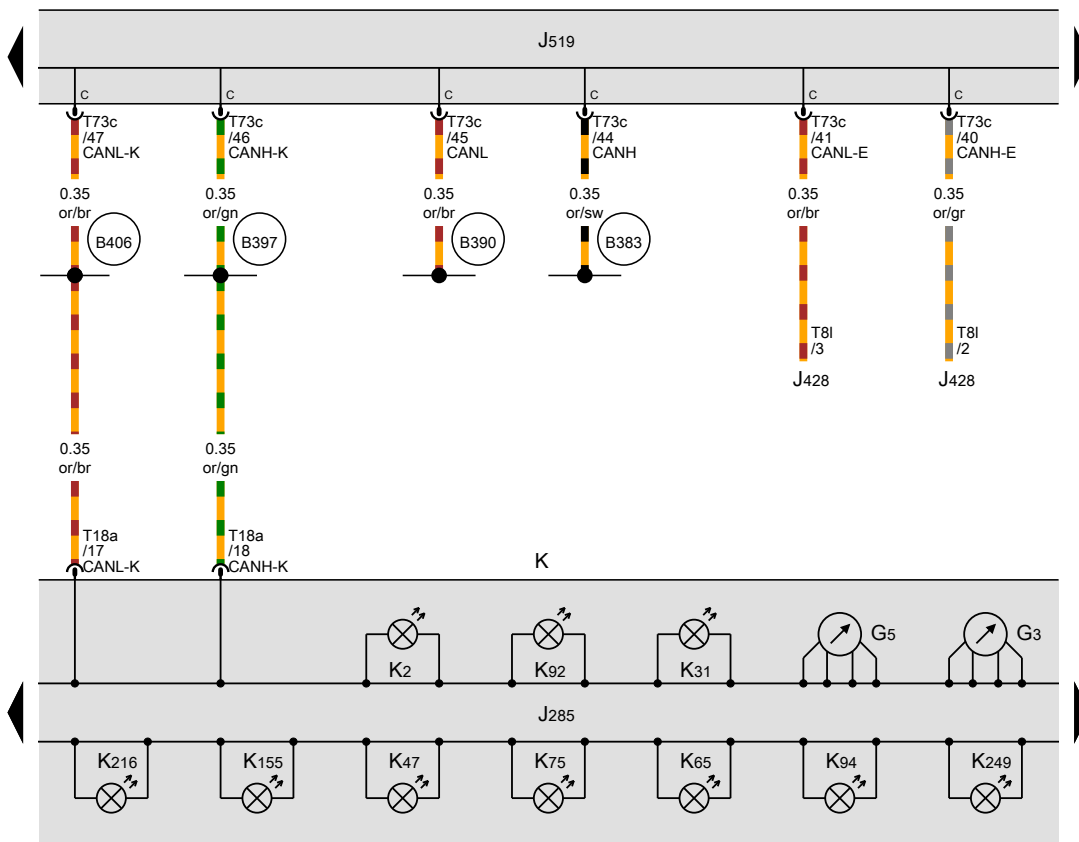 J519
c c c c c c
T73c
/47
CANL-K
T73c
/46
CANH-K
T73c
/45
CANL
T73c
/44
CANH
T73c
/41
CANL-E
T73c
/40
CANH-E
0.35
or/br
0.35
or/gn
0.35
or/br
0.35
or/sw
0.35
or/br
0.35
or/gr
B406
B397
B390
B383
T8l
/3
J428
T8l
/2
J428
0.35
or/br
0.35
or/gn
T18a
/17
CANL-K
T18a
/18
CANH-K
K
K2
K92
K31
G5
G3
J285
K216
K155
K47
K75
K65
K94
K249